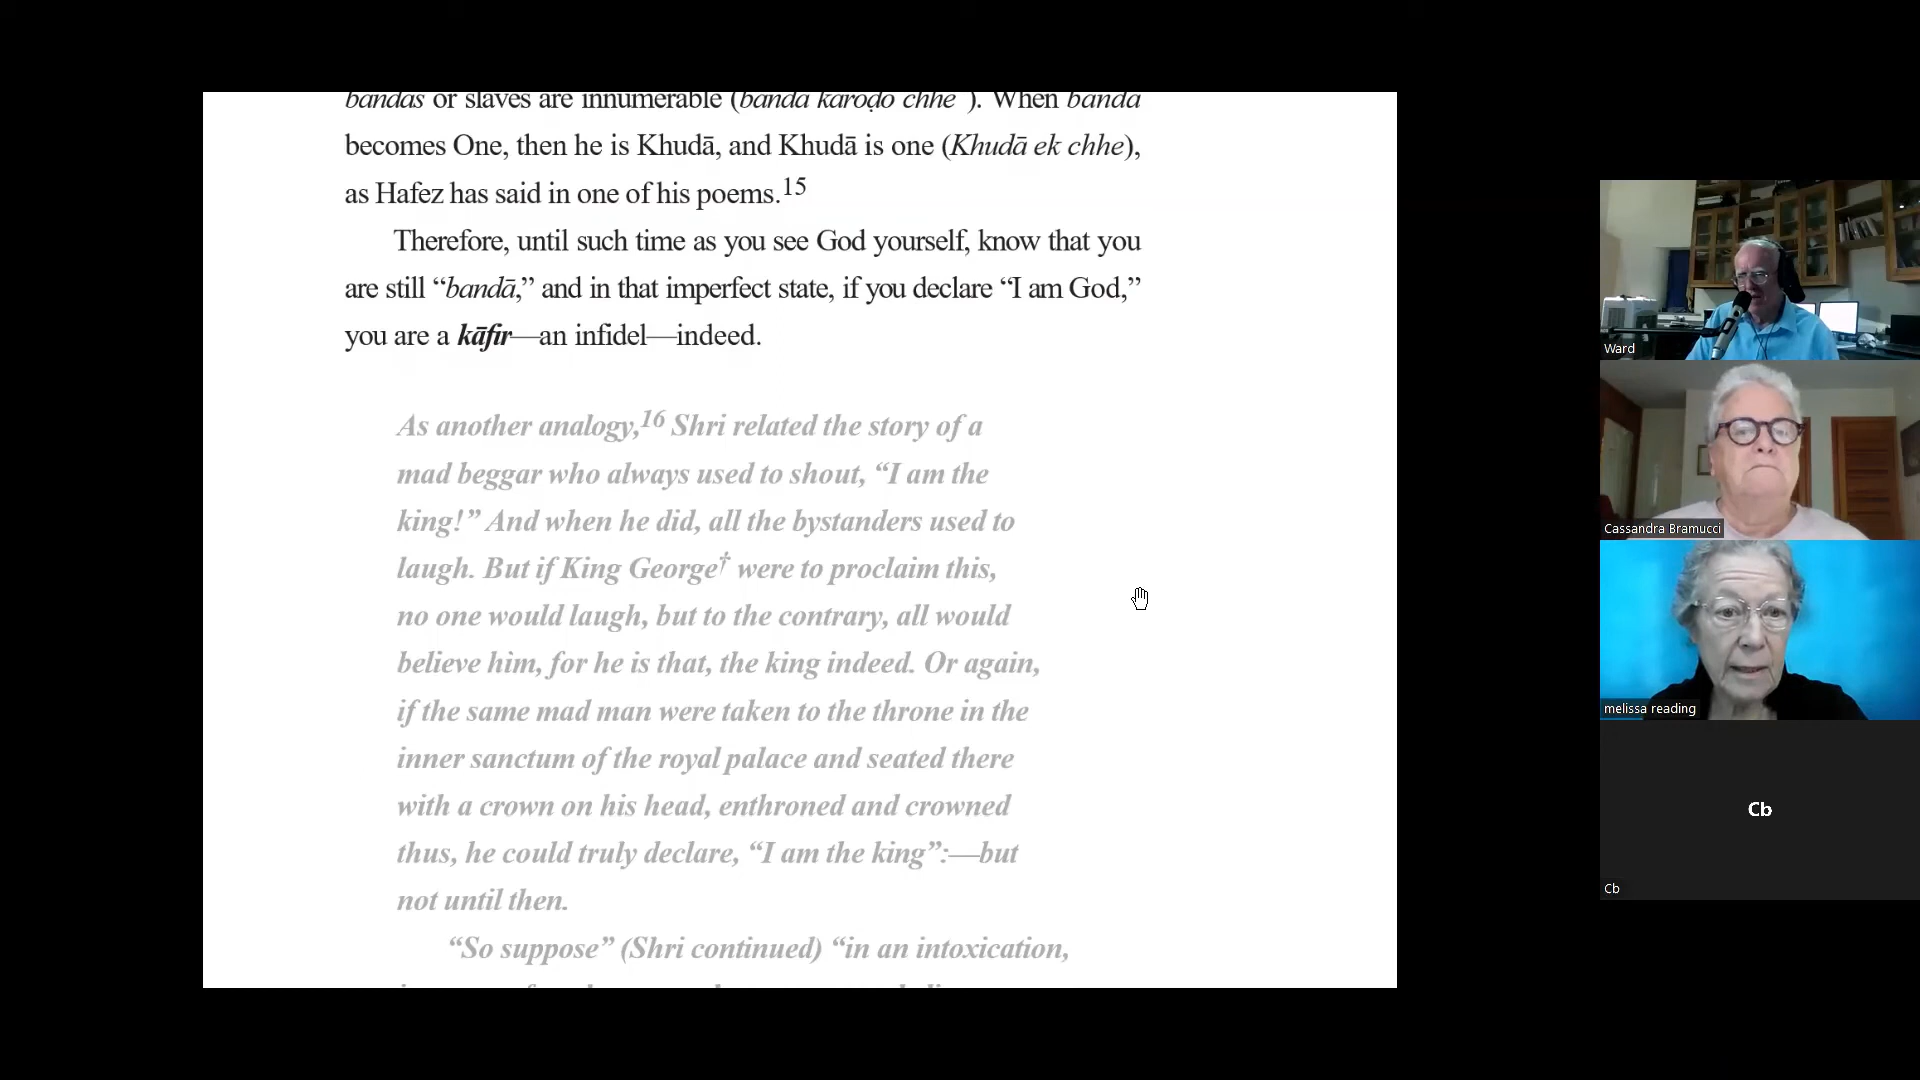 bandās or slaves are innumerable (bandā karoḍo chhe ). When bandā
becomes One, then he is Khudā, and Khudā is one (Khudā ek chhe),
as Hafez has said in one of his poems.15
Therefore, until such time as you see God yourself, know that you
are still “bandā,” and in that imperfect state, if you declare “I am God,”
you are a kāfir—an infidel—indeed.
As another analogy,16 Shri related the story of a
mad beggar who always used to shout, “I am the
king!” And when he did, all the bystanders used to
laugh. But if King George† were to proclaim this,
no one would laugh, but to the contrary, all would
believe him, for he is that, the king indeed. Or again,
if the same mad man were taken to the throne in the
inner sanctum of the royal palace and seated there
with a crown on his head, enthroned and crowned
thus, he could truly declare, “I am the king”:—but
not until then.
“So suppose” (Shri continued) “in an intoxication,
Ward
Cassandra Bramucci
melissa reading
Cb
Cb